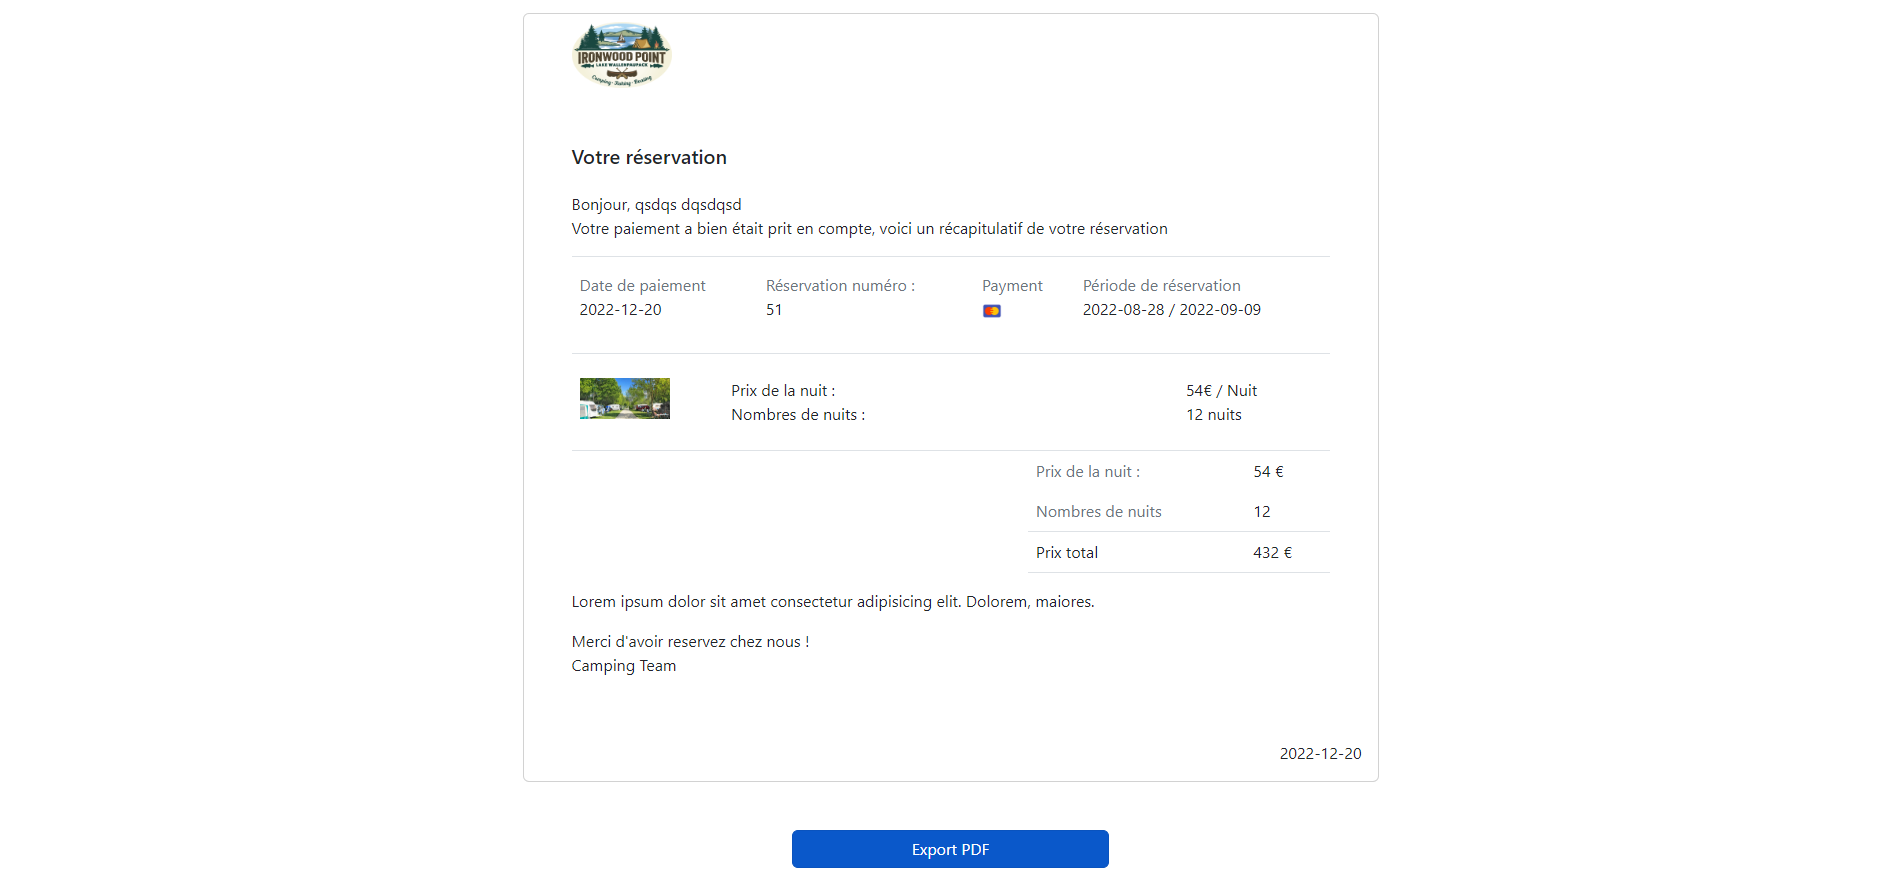 IRONWOOD POINT
LAKE WALLENPAUPACK
Camping · Fishing · Boating
Votre réservation
Bonjour, qsdqs dqsdqsd
Votre paiement a bien était prit en compte, voici un récapitulatif de votre réservation
Date de paiement Réservation numéro : Payment Période de réservation
2022-12-20 51 2022-08-28 / 2022-09-09
Prix de la nuit : 54€ / Nuit
Nombres de nuits : 12 nuits
Prix de la nuit : 54 €
Nombres de nuits 12
Prix total 432 €
Lorem ipsum dolor sit amet consectetur adipisicing elit. Dolorem, maiores.
Merci d'avoir reservez chez nous !
Camping Team
2022-12-20
Export PDF